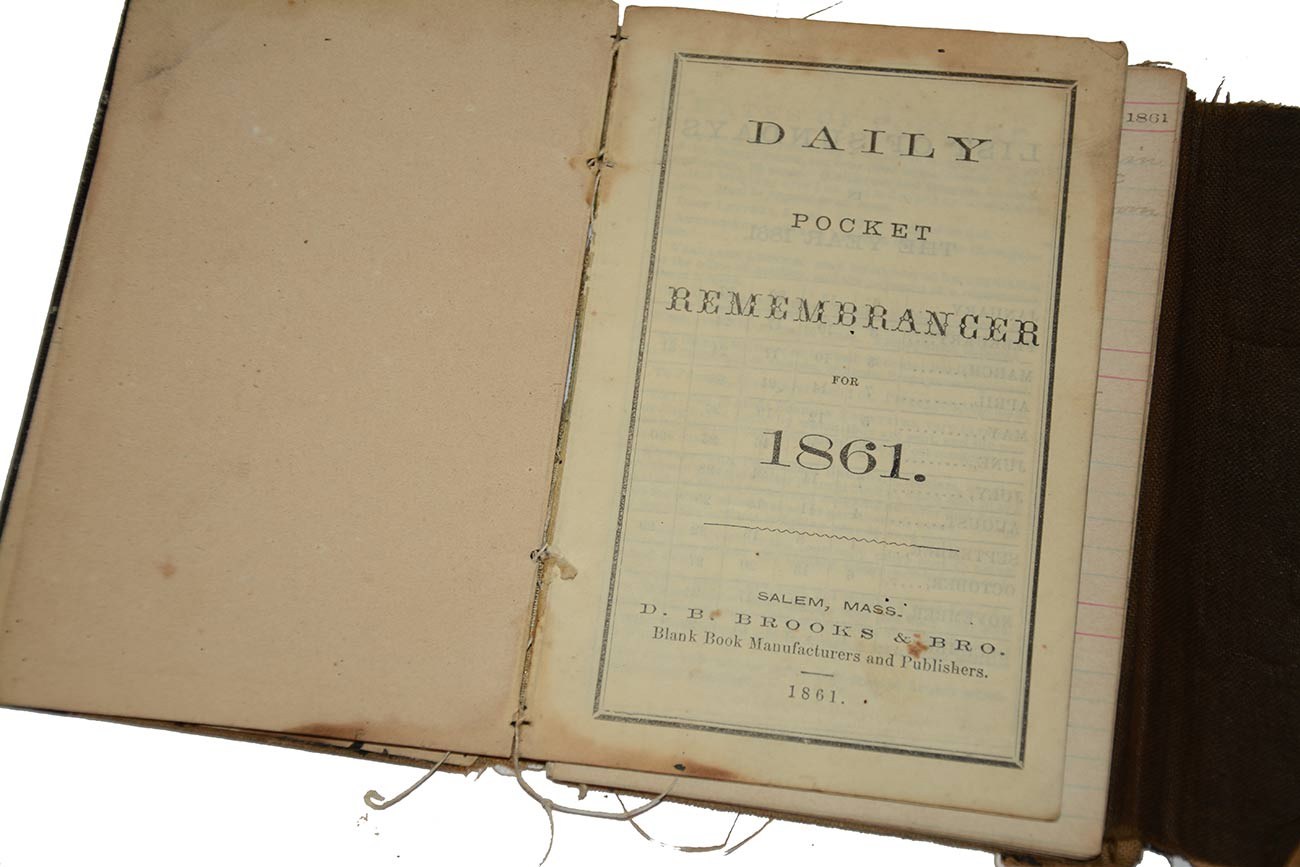 DAILY
POCKET
REMEMBRANCER
FOR
1861.
SALEM, MASS.
D. B. BROOKS & BRO.
Blank Book Manufacturers and Publishers.
1861.
1861